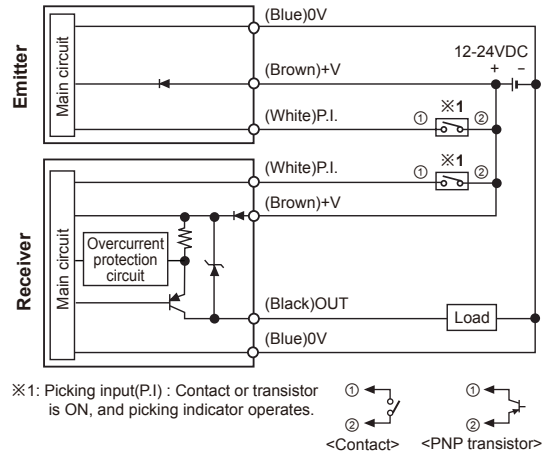 Emitter
Main circuit
(Blue)0V
(Brown)+V
12-24VDC
+ −
(White)P.I.
※1
① ②
Receiver
Main circuit
(White)P.I.
※1
① ②
(Brown)+V
Overcurrent
protection
circuit
(Black)OUT
Load
(Blue)0V
※1: Picking input(P.I) : Contact or transistor
is ON, and picking indicator operates.
①
②
<Contact>
①
②
<PNP transistor>